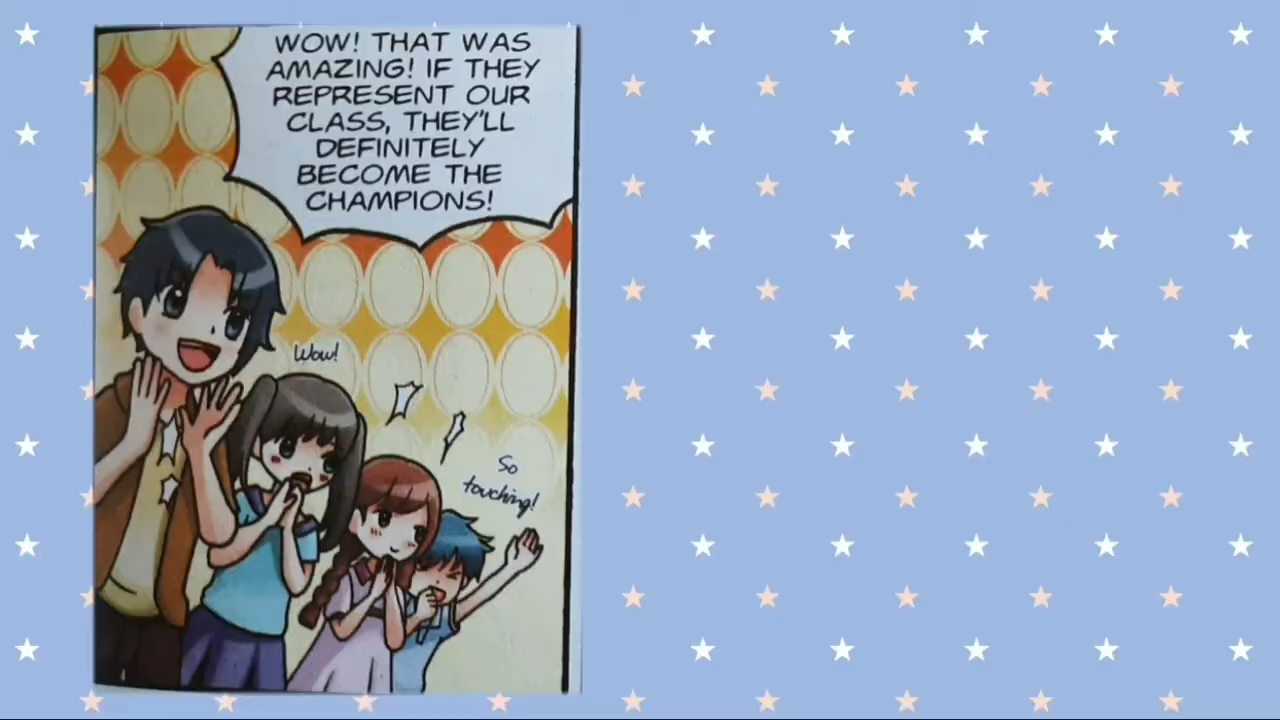 WOW! THAT WAS
AMAZING! IF THEY
REPRESENT OUR
CLASS, THEY'LL
DEFINITELY
BECOME THE
CHAMPIONS!
Wow!
So
touching!